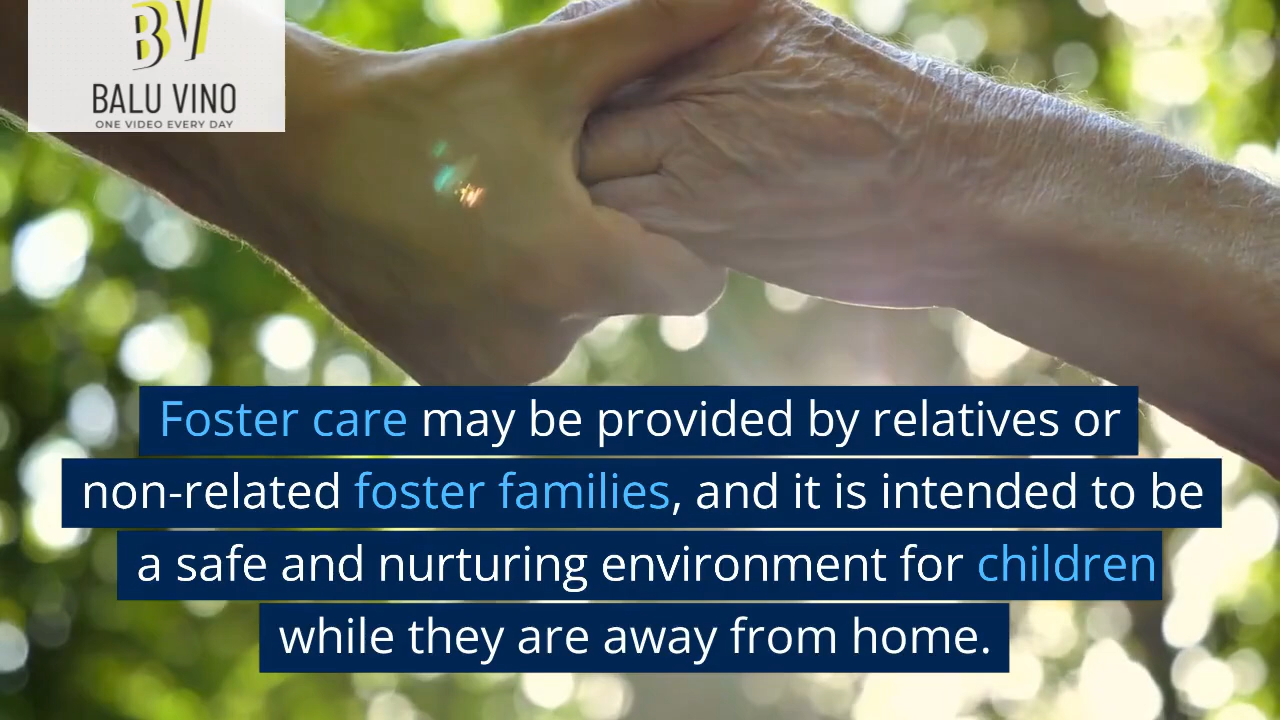 BV
BALU VINO
ONE VIDEO EVERY DAY
Foster care may be provided by relatives or
non-related foster families, and it is intended to be
a safe and nurturing environment for children
while they are away from home.